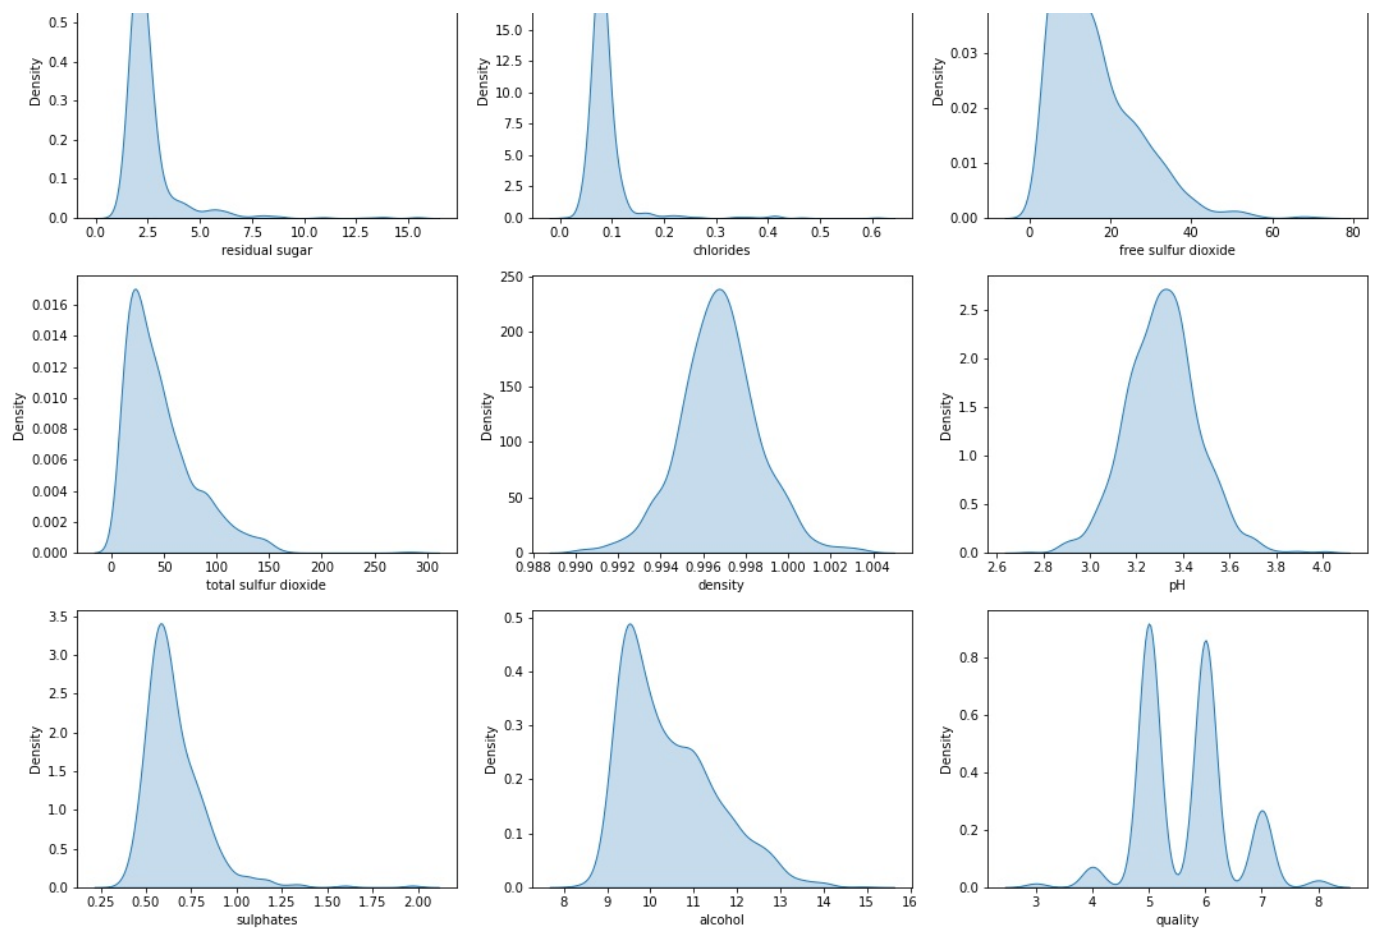 Density
0.5
0.4
0.3
0.2
0.1
0.0
0.0 2.5 5.0 7.5 10.0 12.5 15.0
residual sugar
Density
15.0
12.5
10.0
7.5
5.0
2.5
0.0
0.0 0.1 0.2 0.3 0.4 0.5 0.6
chlorides
Density
0.03
0.02
0.01
0.00
0 20 40 60 80
free sulfur dioxide
Density
0.016
0.014
0.012
0.010
0.008
0.006
0.004
0.002
0.000
0 50 100 150 200 250 300
total sulfur dioxide
Density
250
200
150
100
50
0
0.988 0.990 0.992 0.994 0.996 0.998 1.000 1.002 1.004
density
Density
2.5
2.0
1.5
1.0
0.5
0.0
2.6 2.8 3.0 3.2 3.4 3.6 3.8 4.0
pH
Density
3.5
3.0
2.5
2.0
1.5
1.0
0.5
0.0
0.25 0.50 0.75 1.00 1.25 1.50 1.75 2.00
sulphates
Density
0.5
0.4
0.3
0.2
0.1
0.0
8 9 10 11 12 13 14 15 16
alcohol
Density
0.8
0.6
0.4
0.2
0.0
3 4 5 6 7 8
quality